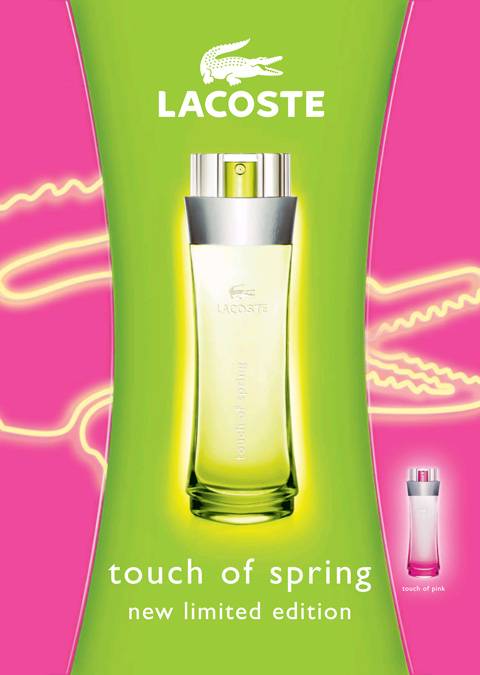 LACOSTE
LACOSTE
touch of spring
touch of spring
new limited edition
touch of pink